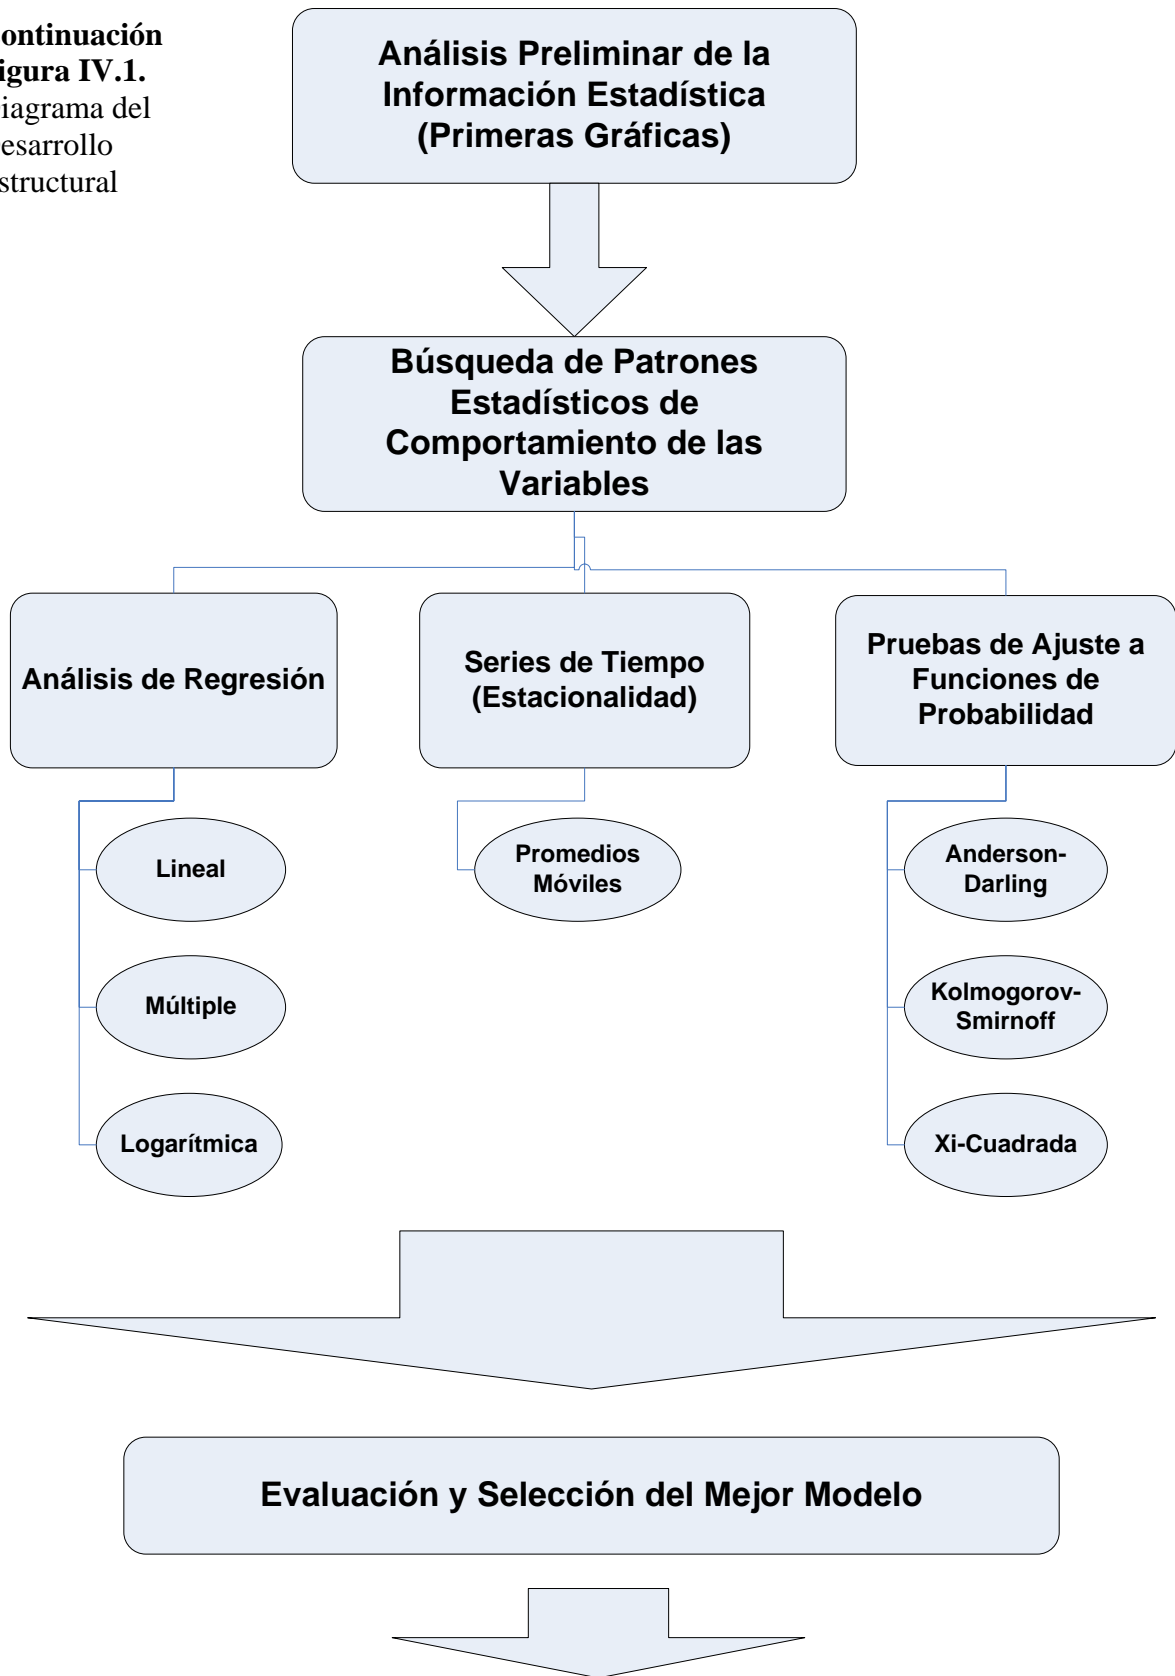 ontinuación
igura IV.1.
iagrama del
esarrollo
structural
Análisis Preliminar de la
Información Estadística
(Primeras Gráficas)
Búsqueda de Patrones
Estadísticos de
Comportamiento de las
Variables
Análisis de Regresión
Series de Tiempo
(Estacionalidad)
Pruebas de Ajuste a
Funciones de
Probabilidad
Lineal
Promedios
Móviles
Anderson-
Darling
Múltiple
Kolmogorov-
Smirnoff
Logarítmica
Xi-Cuadrada
Evaluación y Selección del Mejor Modelo